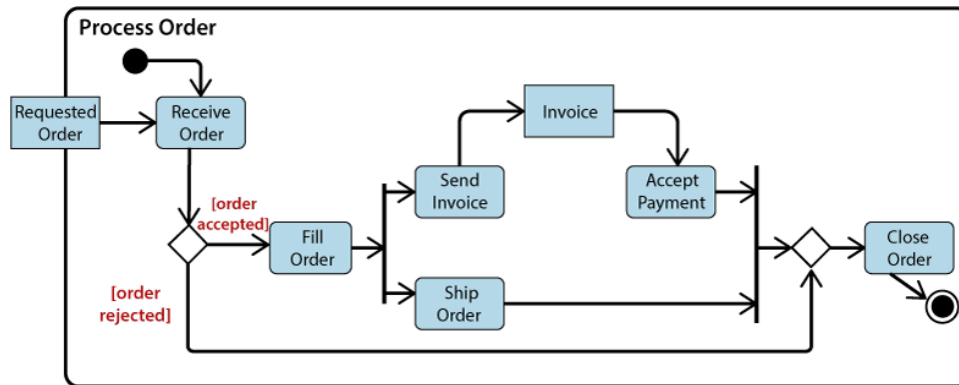 Process Order
Requested
Order
Receive
Order
Invoice
Send
Invoice
Accept
Payment
[order
accepted]
Fill
Order
Close
Order
Ship
Order
[order
rejected]